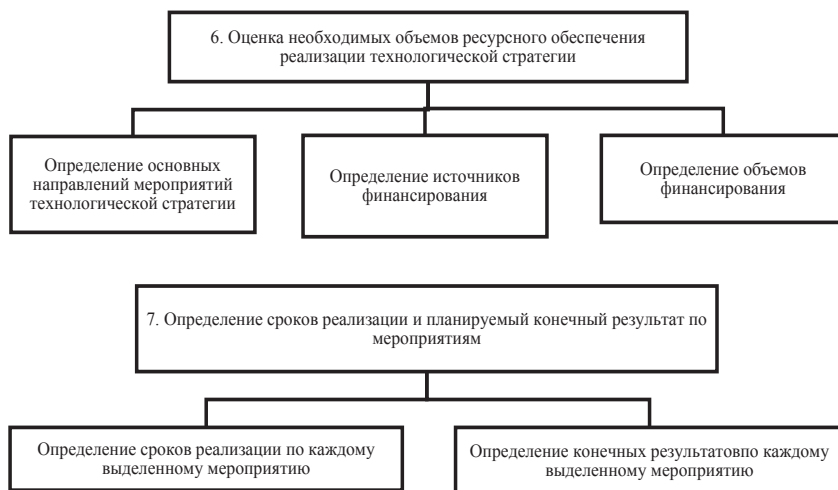 6. Оценка необходимых объемов ресурсного обеспечения
реализации технологической стратегии
Определение основных
направлений мероприятий
технологической стратегии
Определение источников
финансирования
Определение объемов
финансирования
7. Определение сроков реализации и планируемый конечный результат по
мероприятиям
Определение сроков реализации по каждому
выделенному мероприятию
Определение конечных результатовпо каждому
выделенному мероприятию